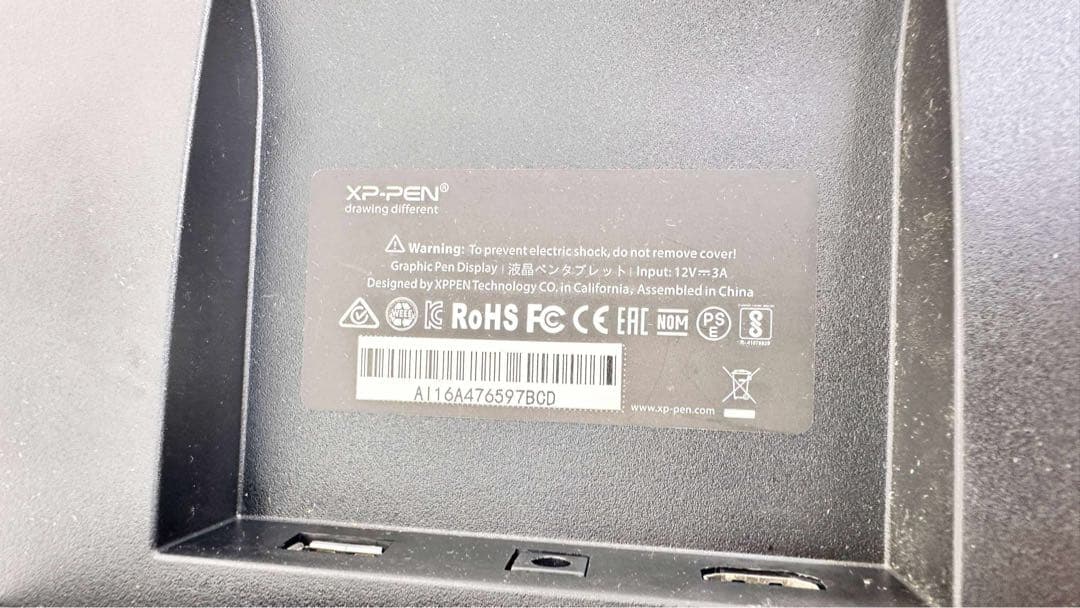 XP-PEN®
drawing different
⚠ Warning: To prevent electric shock, do not remove cover!
Graphic Pen Display | 液晶ペンタブレット | Input: 12V⎓3A
Designed by XPPEN Technology CO. in California, Assembled in China
WEEE RoHS FC CE EAC NOM PSE
AI16A476597BCD
www.xp-pen.com